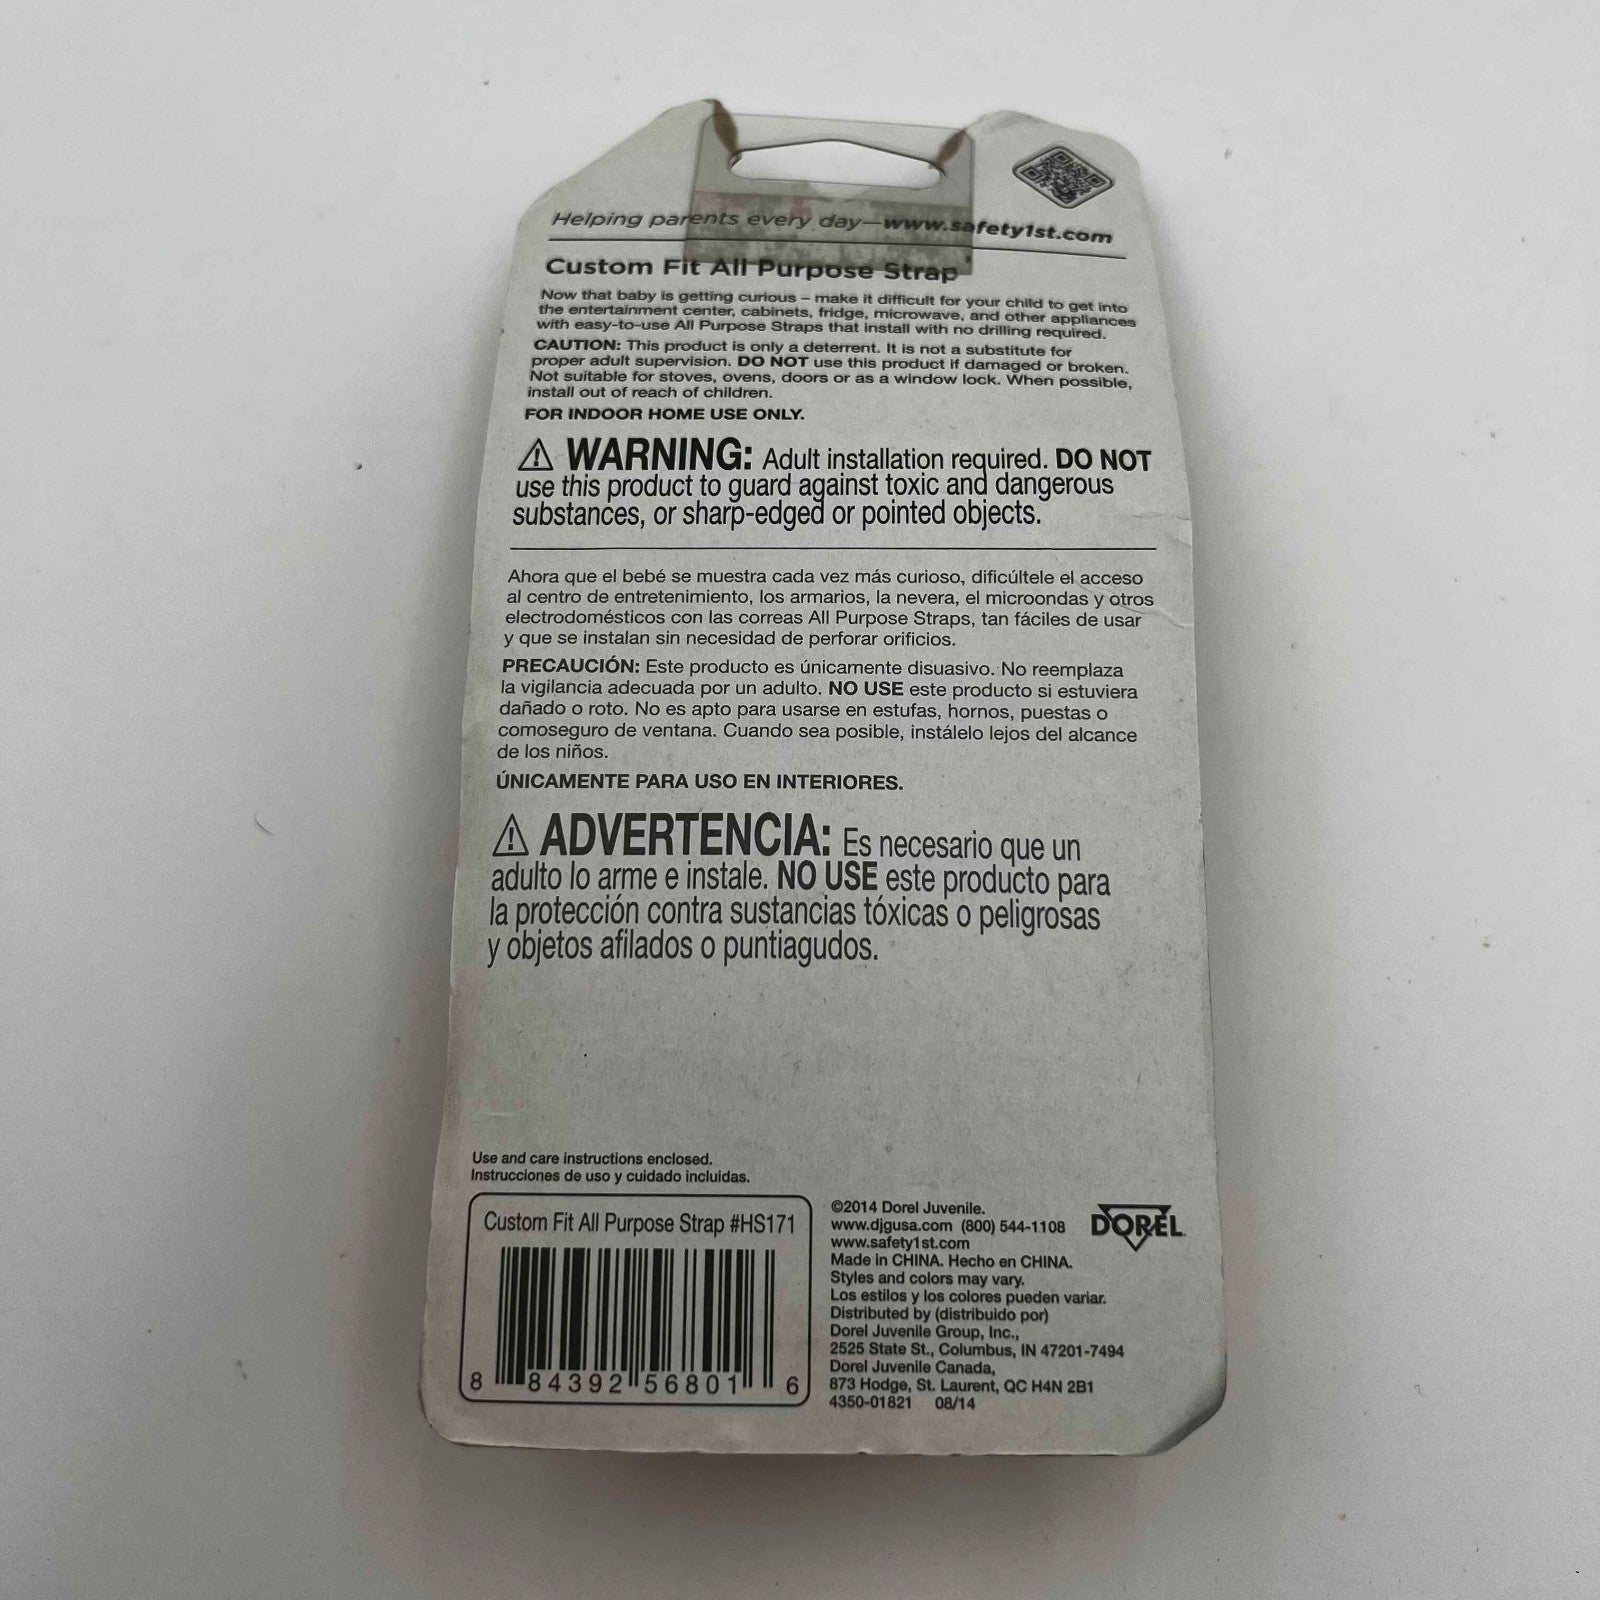 Helping parents every day—www.safety1st.com
Custom Fit All Purpose Strap
Now that baby is getting curious – make it difficult for your child to get into
the entertainment center, cabinets, fridge, microwave, and other appliances
with easy-to-use All Purpose Straps that install with no drilling required.
CAUTION: This product is only a deterrent. It is not a substitute for
proper adult supervision. DO NOT use this product if damaged or broken.
Not suitable for stoves, ovens, doors or as a window lock. When possible,
install out of reach of children.
FOR INDOOR HOME USE ONLY.
⚠ WARNING: Adult installation required. DO NOT
use this product to guard against toxic and dangerous
substances, or sharp-edged or pointed objects.
Ahora que el bebé se muestra cada vez más curioso, dificúltele el acceso
al centro de entretenimiento, los armarios, la nevera, el microondas y otros
electrodomésticos con las correas All Purpose Straps, tan fáciles de usar
y que se instalan sin necesidad de perforar orificios.
PRECAUCIÓN: Este producto es únicamente disuasivo. No reemplaza
la vigilancia adecuada por un adulto. NO USE este producto si estuviera
dañado o roto. No es apto para usarse en estufas, hornos, puestas o
comoseguro de ventana. Cuando sea posible, instálelo lejos del alcance
de los niños.
ÚNICAMENTE PARA USO EN INTERIORES.
⚠ ADVERTENCIA: Es necesario que un
adulto lo arme e instale. NO USE este producto para
la protección contra sustancias tóxicas o peligrosas
y objetos afilados o puntiagudos.
Use and care instructions enclosed.
Instrucciones de uso y cuidado incluidas.
Custom Fit All Purpose Strap #HS171
8 84392 56801 6
©2014 Dorel Juvenile.
www.djgusa.com (800) 544-1108
www.safety1st.com
Made in CHINA. Hecho en CHINA.
Styles and colors may vary.
Los estilos y los colores pueden variar.
Distributed by (distribuido por)
Dorel Juvenile Group, Inc.,
2525 State St., Columbus, IN 47201-7494
Dorel Juvenile Canada,
873 Hodge, St. Laurent, QC H4N 2B1
4350-01821 08/14
DOREL